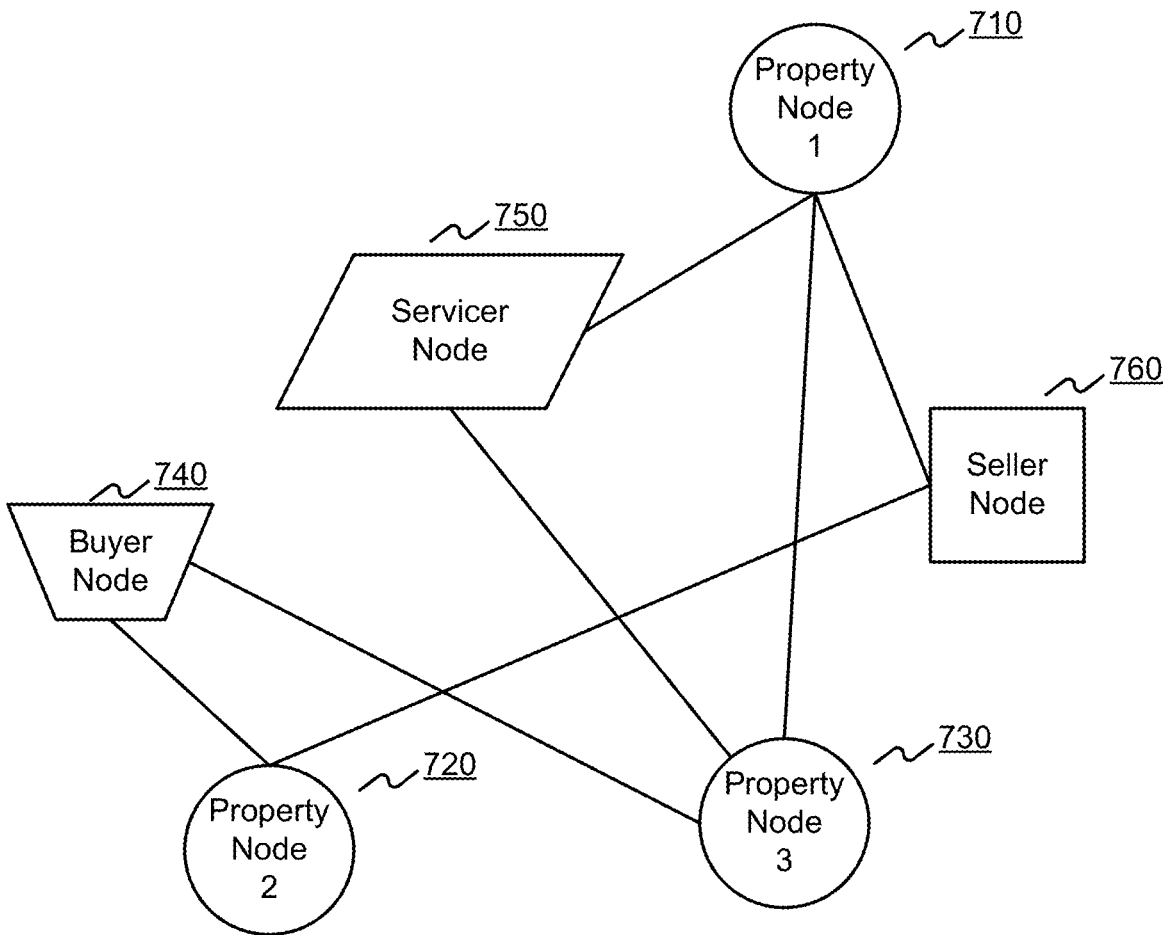 710
Property
Node
1
750
Servicer
Node
760
Seller
Node
740
Buyer
Node
720
Property
Node
2
730
Property
Node
3